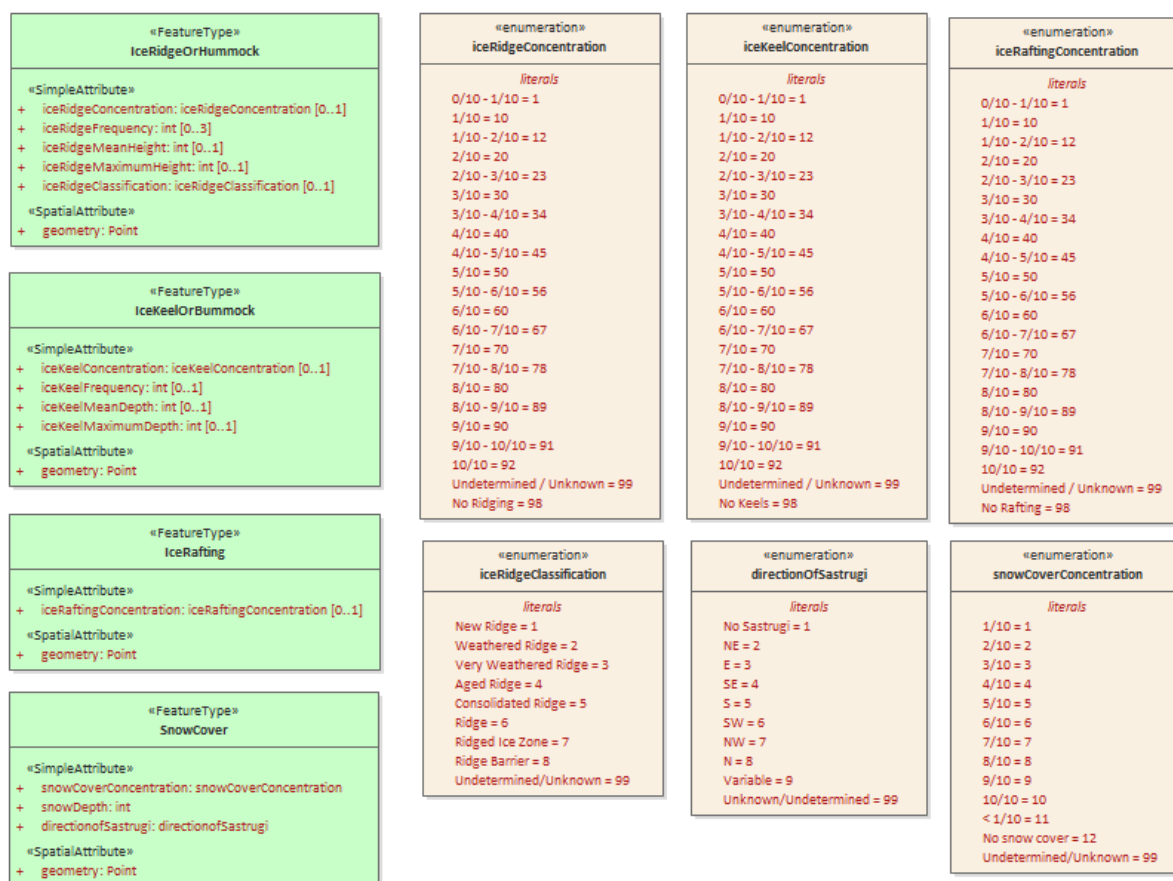 «FeatureType»
IceRidgeOrHummock
«SimpleAttribute»
+ iceRidgeConcentration: iceRidgeConcentration [0..1]
+ iceRidgeFrequency: int [0..3]
+ iceRidgeMeanHeight: int [0..1]
+ iceRidgeMaximumHeight: int [0..1]
+ iceRidgeClassification: iceRidgeClassification [0..1]
«SpatialAttribute»
+ geometry: Point
«FeatureType»
IceKeelOrBummock
«SimpleAttribute»
+ iceKeelConcentration: iceKeelConcentration [0..1]
+ iceKeelFrequency: int [0..1]
+ iceKeelMeanDepth: int [0..1]
+ iceKeelMaximumDepth: int [0..1]
«SpatialAttribute»
+ geometry: Point
«FeatureType»
IceRafting
«SimpleAttribute»
+ iceRaftingConcentration: iceRaftingConcentration [0..1]
«SpatialAttribute»
+ geometry: Point
«FeatureType»
SnowCover
«SimpleAttribute»
+ snowCoverConcentration: snowCoverConcentration
+ snowDepth: int
+ directionofSastrugi: directionofSastrugi
«SpatialAttribute»
+ geometry: Point
«enumeration»
iceRidgeConcentration
literals
0/10 - 1/10 = 1
1/10 = 10
1/10 - 2/10 = 12
2/10 = 20
2/10 - 3/10 = 23
3/10 = 30
3/10 - 4/10 = 34
4/10 = 40
4/10 - 5/10 = 45
5/10 = 50
5/10 - 6/10 = 56
6/10 = 60
6/10 - 7/10 = 67
7/10 = 70
7/10 - 8/10 = 78
8/10 = 80
8/10 - 9/10 = 89
9/10 = 90
9/10 - 10/10 = 91
10/10 = 92
Undetermined / Unknown = 99
No Ridging = 98
«enumeration»
iceKeelConcentration
literals
0/10 - 1/10 = 1
1/10 = 10
1/10 - 2/10 = 12
2/10 = 20
2/10 - 3/10 = 23
3/10 = 30
3/10 - 4/10 = 34
4/10 = 40
4/10 - 5/10 = 45
5/10 = 50
5/10 - 6/10 = 56
6/10 = 60
6/10 - 7/10 = 67
7/10 = 70
7/10 - 8/10 = 78
8/10 = 80
8/10 - 9/10 = 89
9/10 = 90
9/10 - 10/10 = 91
10/10 = 92
Undetermined / Unknown = 99
No Keels = 98
«enumeration»
iceRaftingConcentration
literals
0/10 - 1/10 = 1
1/10 = 10
1/10 - 2/10 = 12
2/10 = 20
2/10 - 3/10 = 23
3/10 = 30
3/10 - 4/10 = 34
4/10 = 40
4/10 - 5/10 = 45
5/10 = 50
5/10 - 6/10 = 56
6/10 = 60
6/10 - 7/10 = 67
7/10 = 70
7/10 - 8/10 = 78
8/10 = 80
8/10 - 9/10 = 89
9/10 = 90
9/10 - 10/10 = 91
10/10 = 92
Undetermined / Unknown = 99
No Rafting = 98
«enumeration»
iceRidgeClassification
literals
New Ridge = 1
Weathered Ridge = 2
Very Weathered Ridge = 3
Aged Ridge = 4
Consolidated Ridge = 5
Ridge = 6
Ridged Ice Zone = 7
Ridge Barrier = 8
Undetermined/Unknown = 99
«enumeration»
directionOfSastrugi
literals
No Sastrugi = 1
NE = 2
E = 3
SE = 4
S = 5
SW = 6
NW = 7
N = 8
Variable = 9
Unknown/Undetermined = 99
«enumeration»
snowCoverConcentration
literals
1/10 = 1
2/10 = 2
3/10 = 3
4/10 = 4
5/10 = 5
6/10 = 6
7/10 = 7
8/10 = 8
9/10 = 9
10/10 = 10
< 1/10 = 11
No snow cover = 12
Undetermined/Unknown = 99